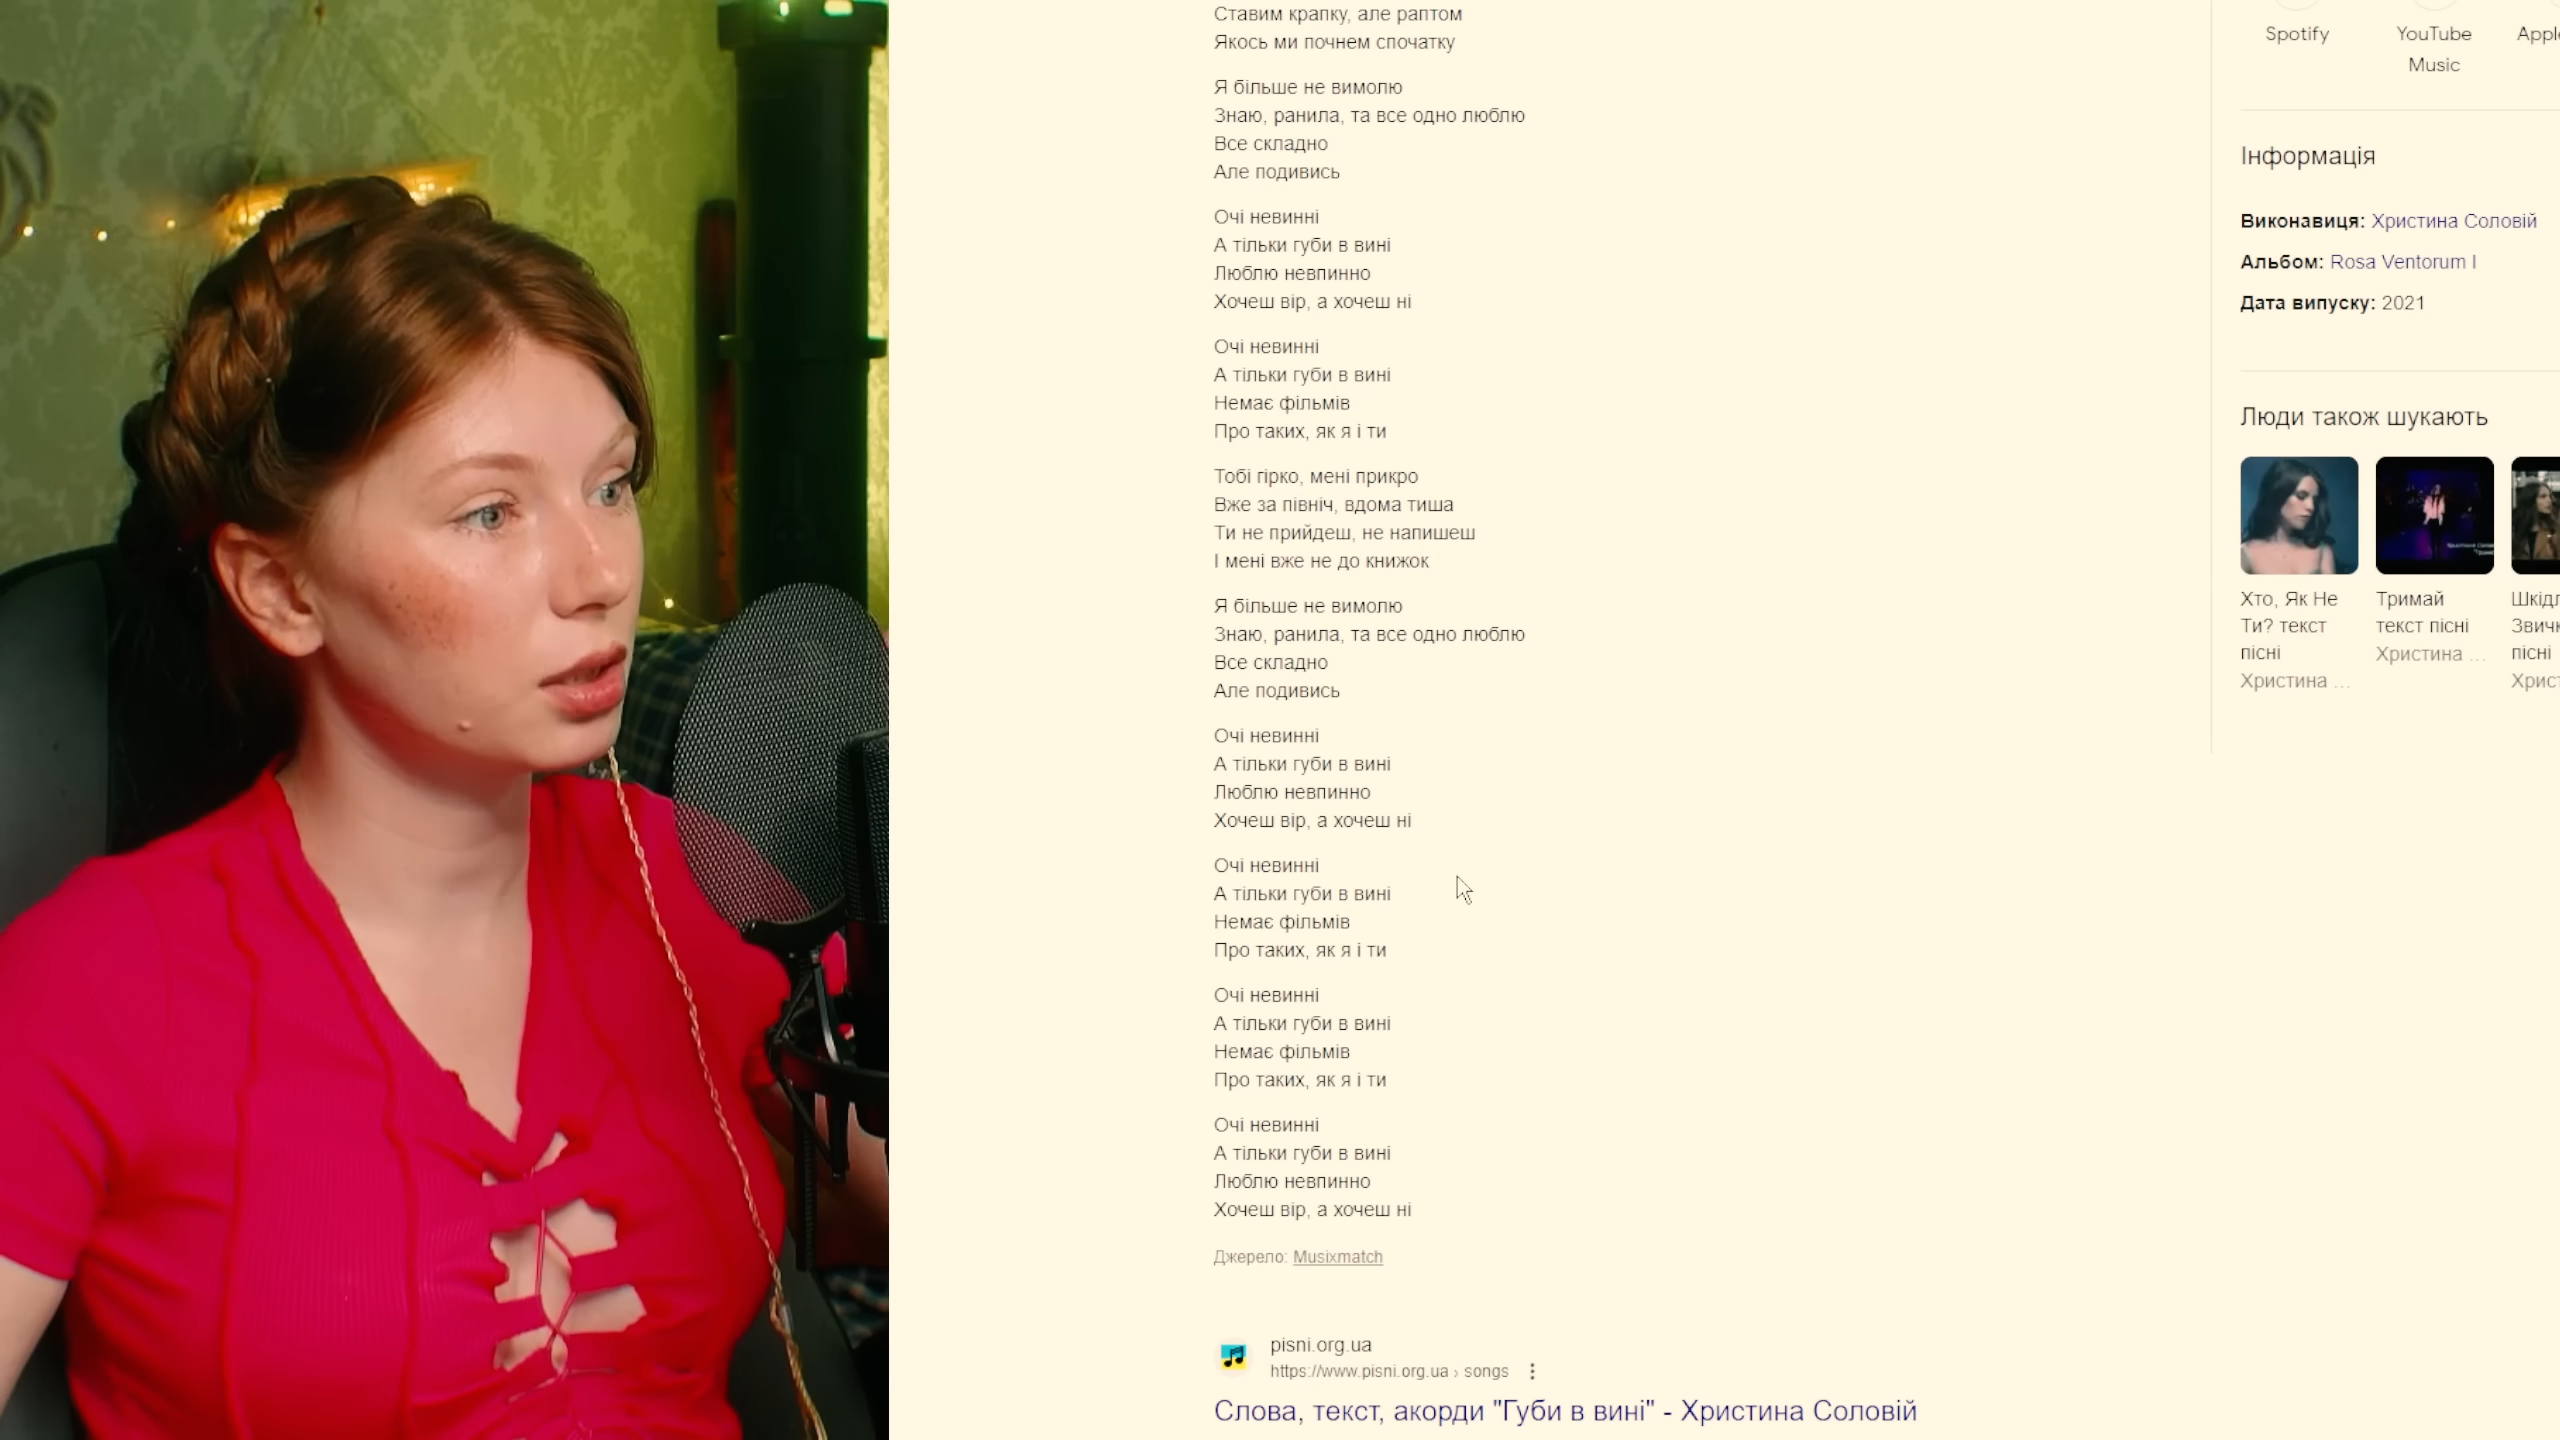 Ставим крапку, але раптом
Якось ми почнем спочатку
Я більше не вимолю
Знаю, ранила, та все одно люблю
Все складно
Але подивись
Очі невинні
А тільки губи в вині
Люблю невпинно
Хочеш вір, а хочеш ні
Очі невинні
А тільки губи в вині
Немає фільмів
Про таких, як я і ти
Тобі гірко, мені прикро
Вже за північ, вдома тиша
Ти не прийдеш, не напишеш
І мені вже не до книжок
Я більше не вимолю
Знаю, ранила, та все одно люблю
Все складно
Але подивись
Очі невинні
А тільки губи в вині
Люблю невпинно
Хочеш вір, а хочеш ні
Очі невинні
А тільки губи в вині
Немає фільмів
Про таких, як я і ти
Очі невинні
А тільки губи в вині
Немає фільмів
Про таких, як я і ти
Очі невинні
А тільки губи в вині
Люблю невпинно
Хочеш вір, а хочеш ні
Джерело: Musixmatch
pisni.org.ua
https://www.pisni.org.ua › songs
Слова, текст, акорди "Губи в вині" - Христина Соловій
Spotify
YouTube
Music
Інформація
Виконавиця: Христина Соловій
Альбом: Rosa Ventorum I
Дата випуску: 2021
Люди також шукають
Хто, Як Не
Ти? текст
пісні
Христина ...
Тримай
текст пісні
Христина ...
пісні